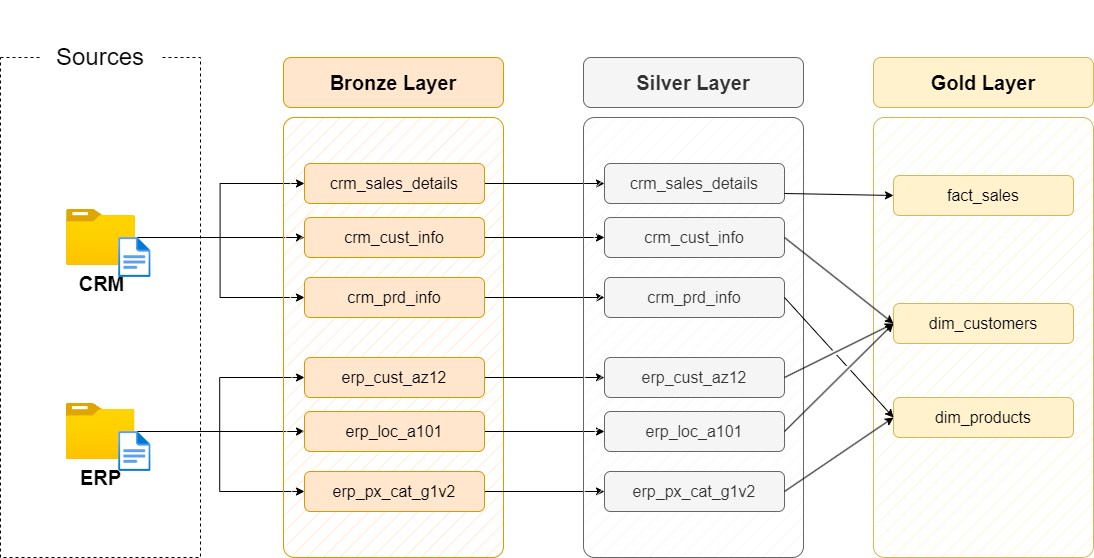 Sources
Bronze Layer
Silver Layer
Gold Layer
CRM
ERP
crm_sales_details
crm_cust_info
crm_prd_info
erp_cust_az12
erp_loc_a101
erp_px_cat_g1v2
crm_sales_details
crm_cust_info
crm_prd_info
erp_cust_az12
erp_loc_a101
erp_px_cat_g1v2
fact_sales
dim_customers
dim_products